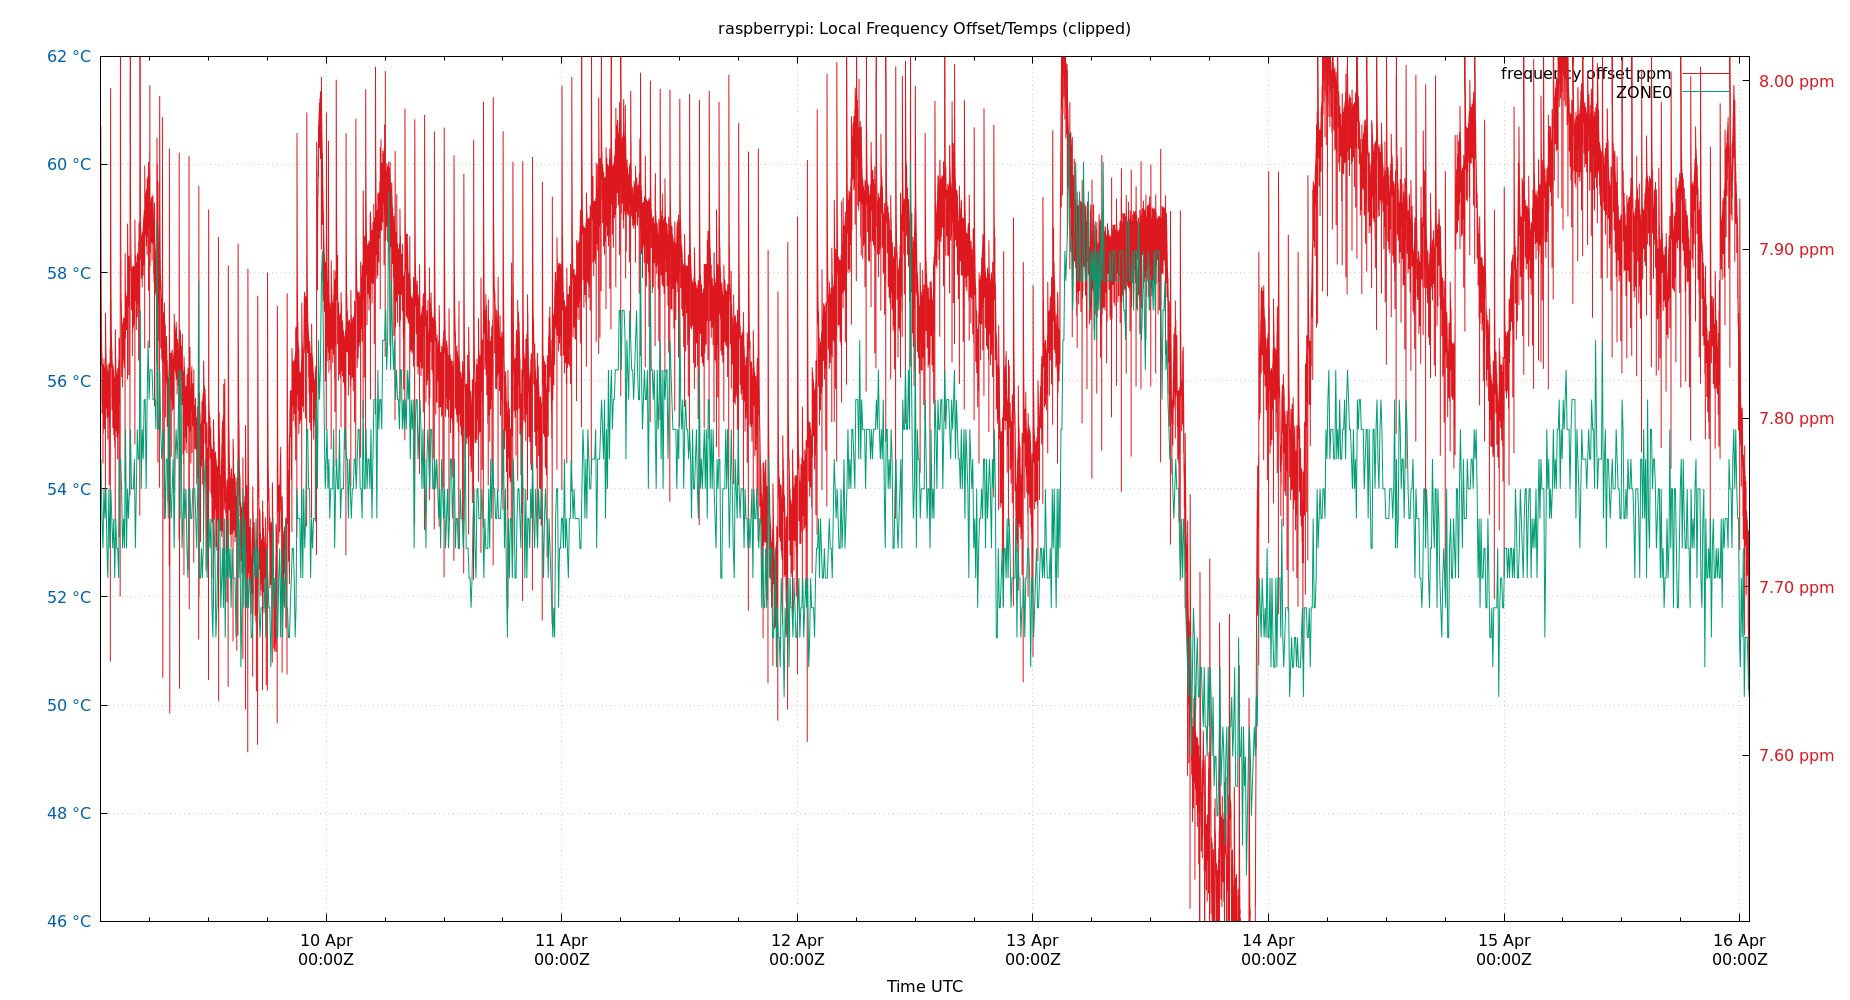 raspberrypi: Local Frequency Offset/Temps (clipped)
62 °C
60 °C
58 °C
56 °C
54 °C
52 °C
50 °C
48 °C
46 °C
frequency offset ppm
ZONE0
8.00 ppm
7.90 ppm
7.80 ppm
7.70 ppm
7.60 ppm
10 Apr
00:00Z
11 Apr
00:00Z
12 Apr
00:00Z
13 Apr
00:00Z
14 Apr
00:00Z
15 Apr
00:00Z
16 Apr
00:00Z
Time UTC